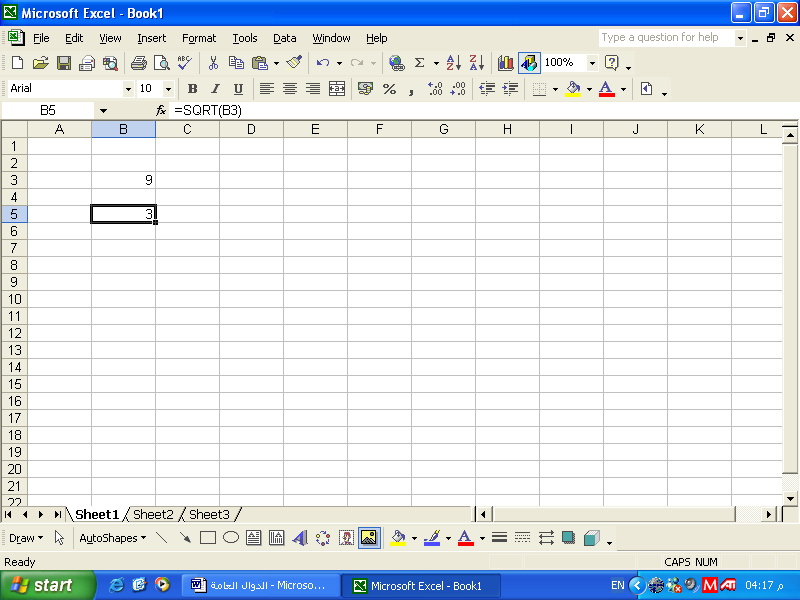 Microsoft Excel - Book1
File Edit View Insert Format Tools Data Window Help Type a question for help
100%
Arial 10 B I U
B5 fx =SQRT(B3)
A B C D E F G H I J K L
1
2
3 9
4
5 3
6
7
8
9
10
11
12
13
14
15
16
17
18
19
20
21
22
Sheet1 Sheet2 Sheet3
Draw AutoShapes
Ready CAPS NUM
start الدوال العامة - Microso... Microsoft Excel - Book1 EN 04:17 م